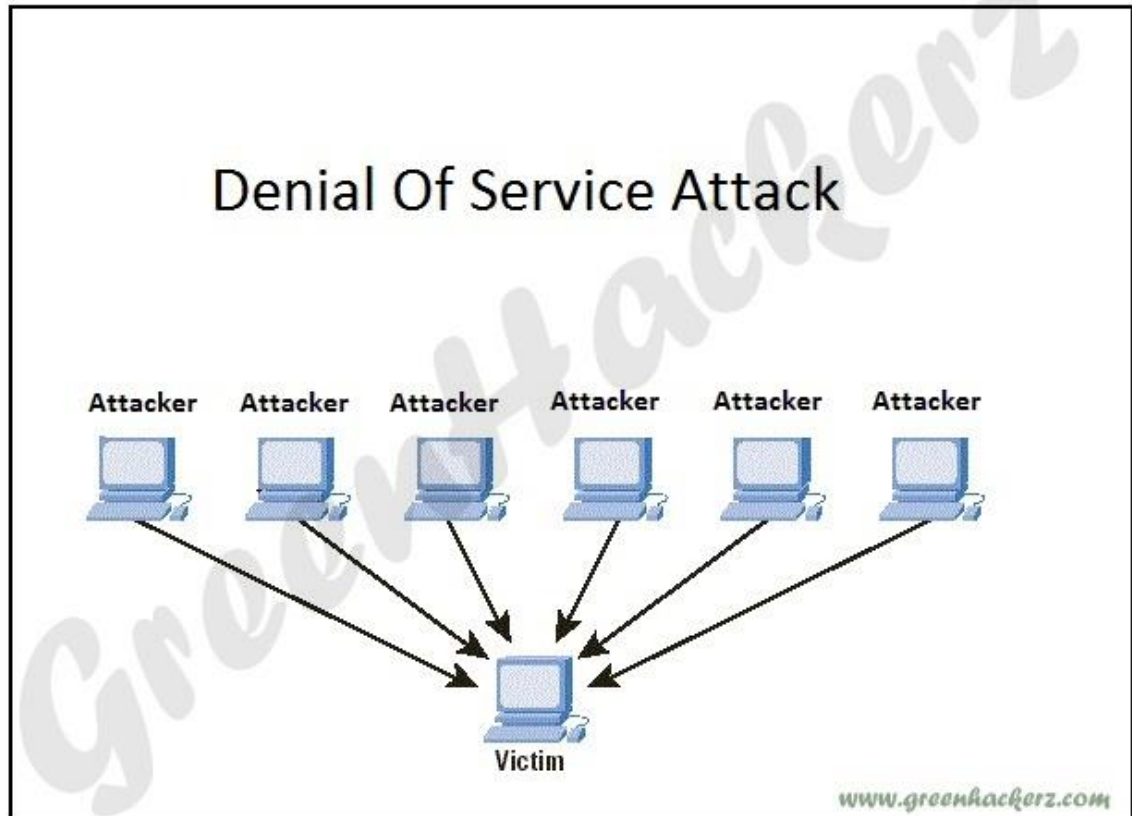 Denial Of Service Attack
Attacker Attacker Attacker Attacker Attacker Attacker
Victim
GreenHackerz
www.greenhackerz.com